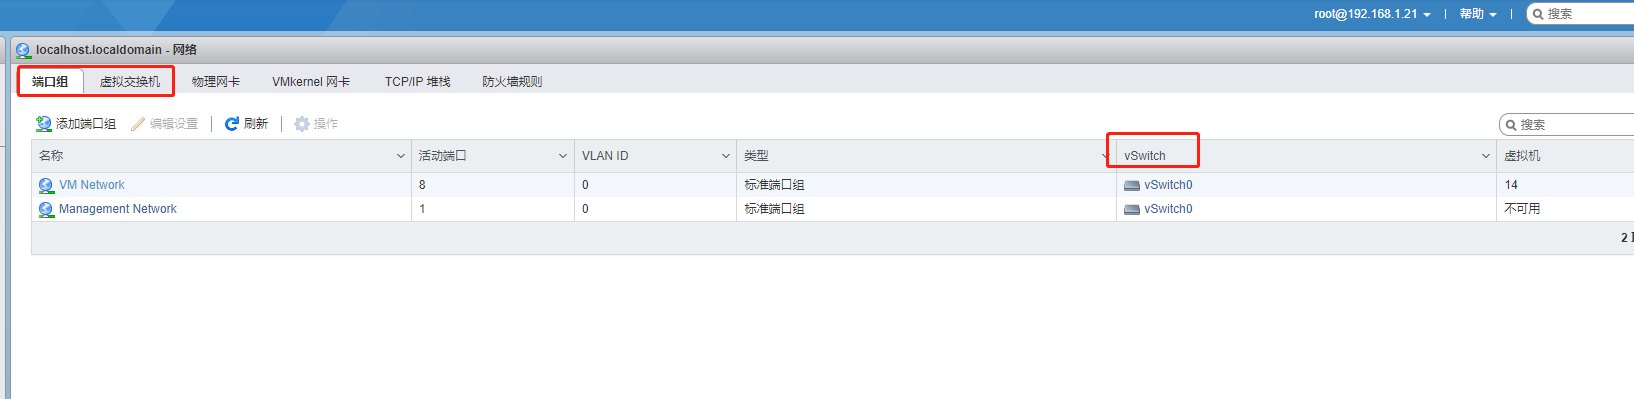 root@192.168.1.21 帮助 搜索
localhost.localdomain - 网络
端口组 虚拟交换机 物理网卡 VMkernel 网卡 TCP/IP 堆栈 防火墙规则
添加端口组 编辑设置 刷新 操作 搜索
名称 活动端口 VLAN ID 类型 vSwitch 虚拟机
VM Network 8 0 标准端口组 vSwitch0 14
Management Network 1 0 标准端口组 vSwitch0 不可用
2